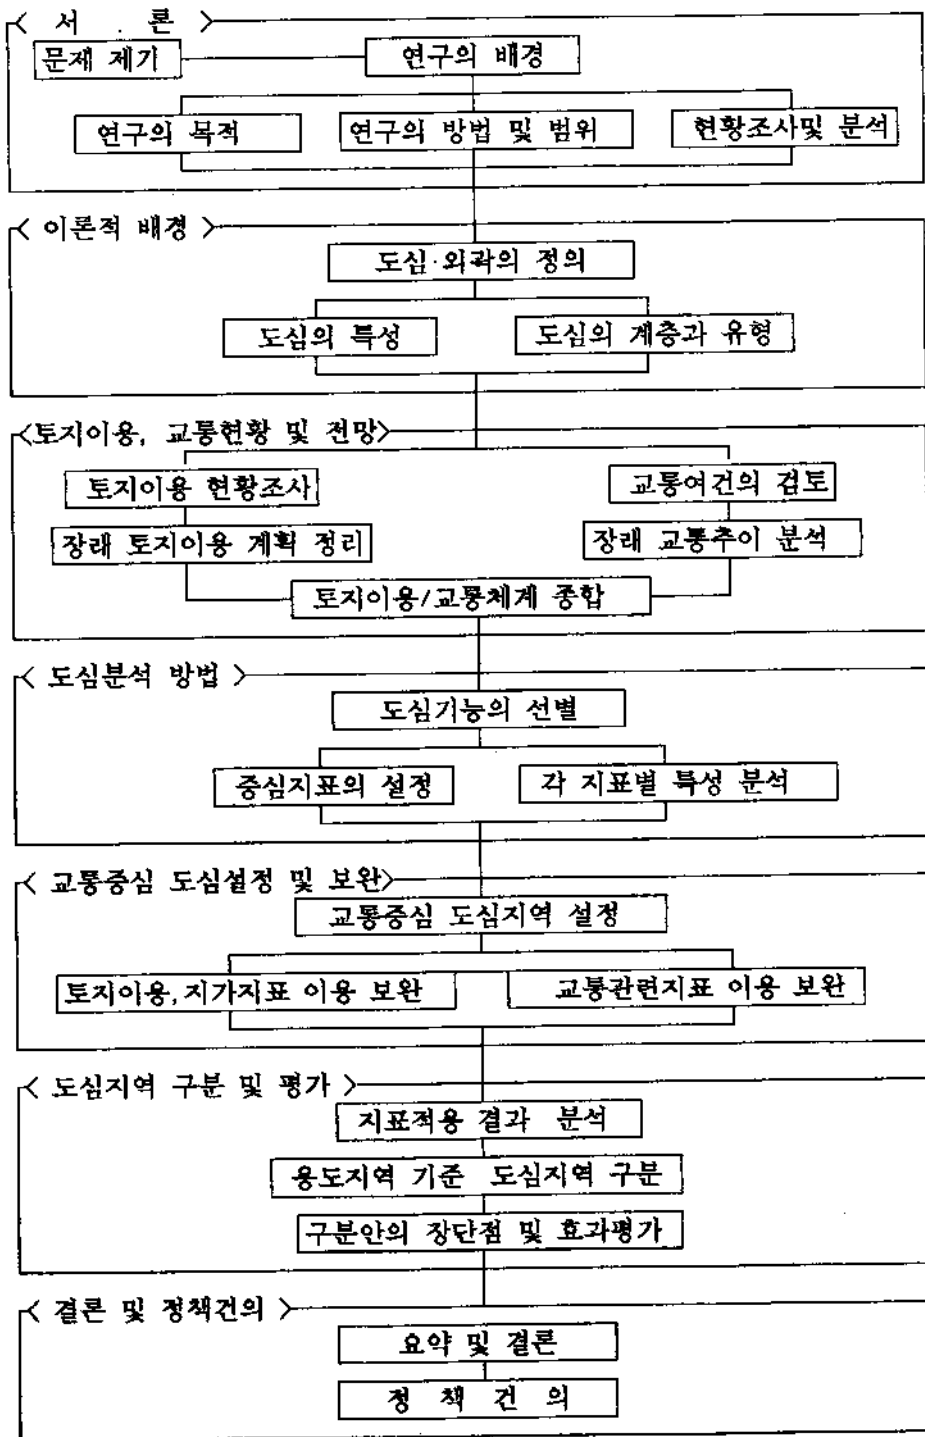 < 서 론 >
문제 제기 연구의 배경
연구의 목적 연구의 방법 및 범위 현황조사및 분석
< 이론적 배경 >
도심·외곽의 정의
도심의 특성 도심의 계층과 유형
<토지이용, 교통현황 및 전망>
토지이용 현황조사 교통여건의 검토
장래 토지이용 계획 정리 장래 교통추이 분석
토지이용/교통체계 종합
< 도심분석 방법 >
도심기능의 선별
중심지표의 설정 각 지표별 특성 분석
< 교통중심 도심설정 및 보완>
교통중심 도심지역 설정
토지이용,지가지표 이용 보완 교통관련지표 이용 보완
< 도심지역 구분 및 평가 >
지표적용 결과 분석
용도지역 기준 도심지역 구분
구분안의 장단점 및 효과평가
< 결론 및 정책건의 >
요약 및 결론
정 책 건 의